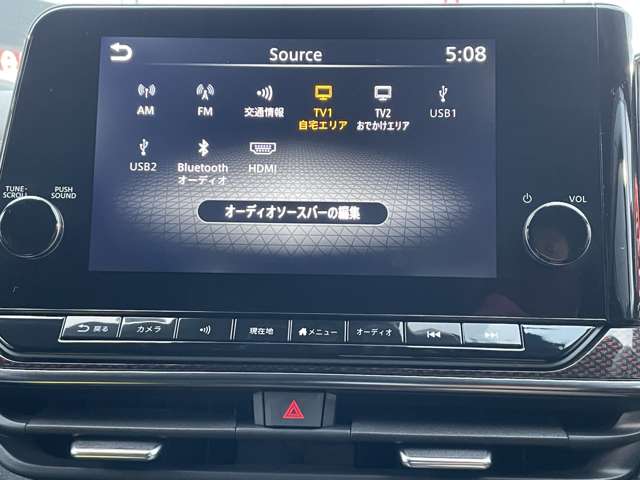 Source
5:08
AM
FM
交通情報
TV1
自宅エリア
TV2
おでかけエリア
USB1
USB2
Bluetooth
オーディオ
HDMI
オーディオソースバーの編集
TUNE·
SCROLL
PUSH
SOUND
VOL
戻る
カメラ
現在地
メニュー
オーディオ